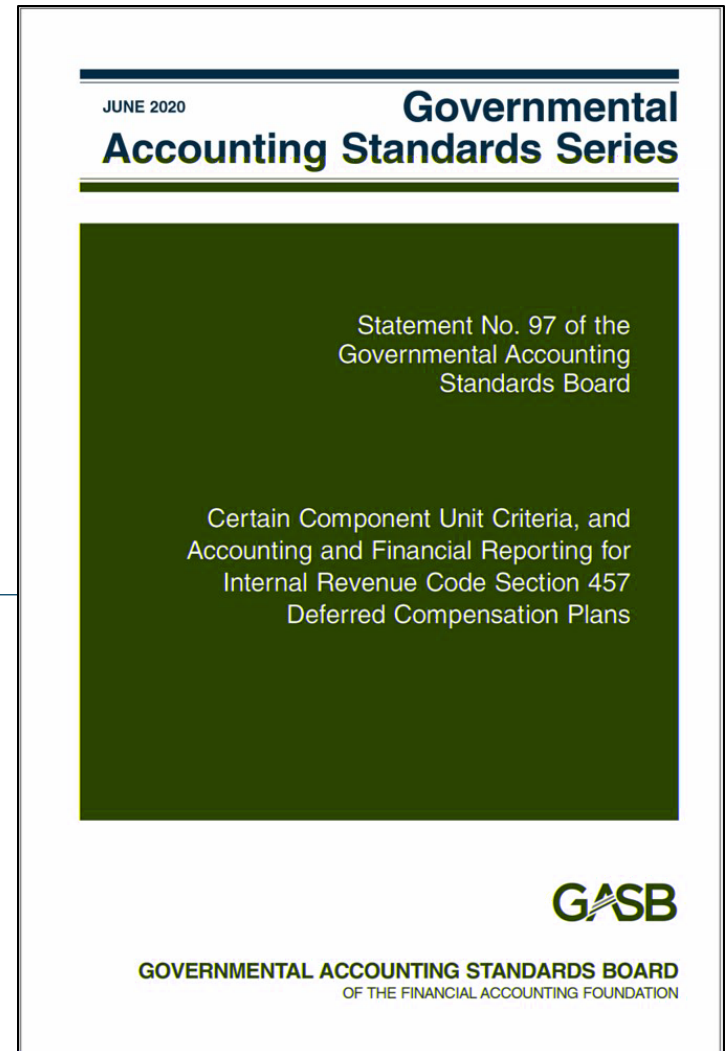 JUNE 2020
Governmental
Accounting Standards Series
Statement No. 97 of the
Governmental Accounting
Standards Board
Certain Component Unit Criteria, and
Accounting and Financial Reporting for
Internal Revenue Code Section 457
Deferred Compensation Plans
GASB
GOVERNMENTAL ACCOUNTING STANDARDS BOARD
OF THE FINANCIAL ACCOUNTING FOUNDATION